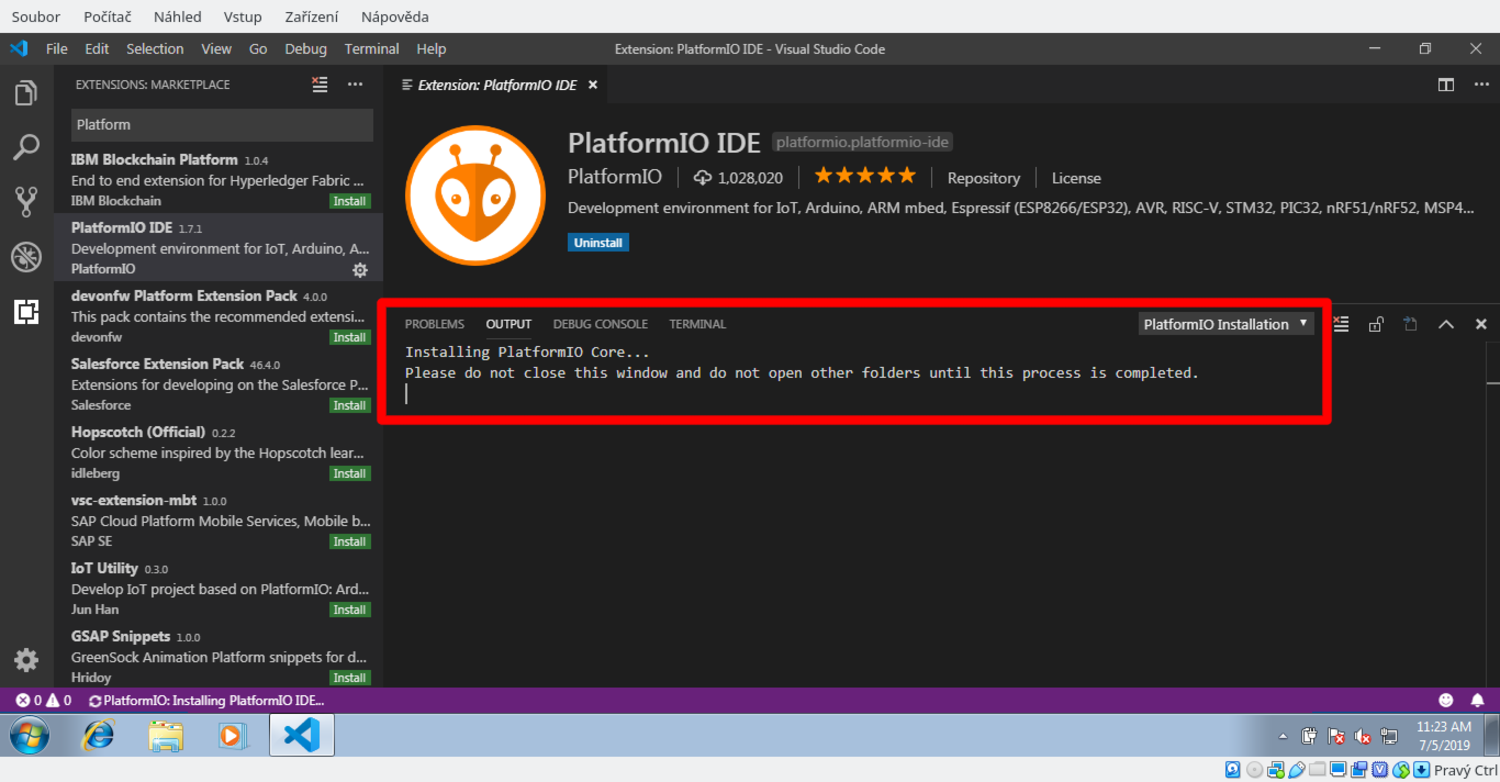 Soubor Počítač Náhled Vstup Zařízení Nápověda
File Edit Selection View Go Debug Terminal Help
Extension: PlatformIO IDE - Visual Studio Code
EXTENSIONS: MARKETPLACE
Platform
IBM Blockchain Platform 1.0.4
End to end extension for Hyperledger Fabric ...
IBM Blockchain Install
PlatformIO IDE 1.7.1
Development environment for IoT, Arduino, A...
PlatformIO
devonfw Platform Extension Pack 4.0.0
This pack contains the recommended extensi...
devonfw Install
Salesforce Extension Pack 46.4.0
Extensions for developing on the Salesforce P...
Salesforce Install
Hopscotch (Official) 0.2.2
Color scheme inspired by the Hopscotch lear...
idleberg Install
vsc-extension-mbt 1.0.0
SAP Cloud Platform Mobile Services, Mobile b...
SAP SE Install
IoT Utility 0.3.0
Develop IoT project based on PlatformIO: Ard...
Jun Han Install
GSAP Snippets 1.0.0
GreenSock Animation Platform snippets for d...
Hridoy Install
Extension: PlatformIO IDE
PlatformIO IDE platformio.platformio-ide
PlatformIO 1,028,020 Repository License
Development environment for IoT, Arduino, ARM mbed, Espressif (ESP8266/ESP32), AVR, RISC-V, STM32, PIC32, nRF51/nRF52, MSP4...
Uninstall
PROBLEMS OUTPUT DEBUG CONSOLE TERMINAL PlatformIO Installation
Installing PlatformIO Core...
Please do not close this window and do not open other folders until this process is completed.
0 0 PlatformIO: Installing PlatformIO IDE...
11:23 AM
7/5/2019
Pravý Ctrl